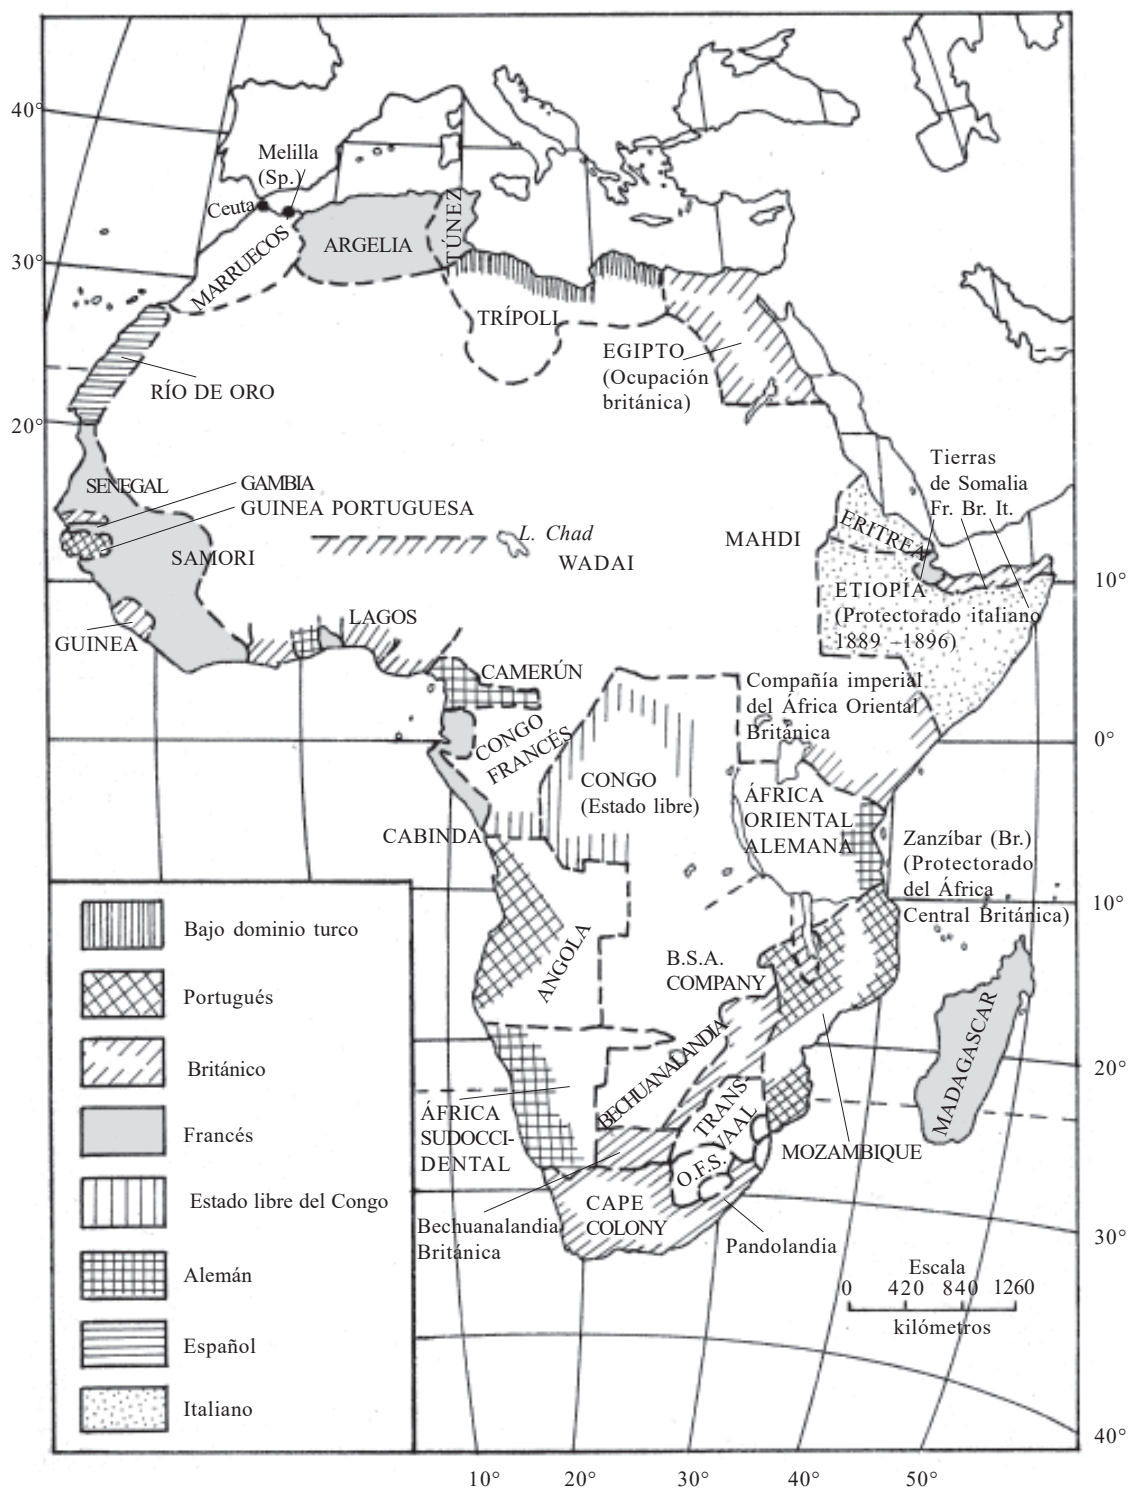 40°
30°
20°
Melilla
(Sp.)
Ceuta
MARRUECOS
ARGELIA
TÚNEZ
TRÍPOLI
EGIPTO
(Ocupación
británica)
RÍO DE ORO
SENEGAL
GAMBIA
GUINEA PORTUGUESA
SAMORI
L. Chad
WADAI
MAHDI
Tierras
de Somalia
Fr. Br. It.
ERITREA
ETIOPÍA
(Protectorado italiano
1889 –1896)
10°
GUINEA
LAGOS
CAMERÚN
CONGO
FRANCÉS
Compañía imperial
del África Oriental
Británica
0°
CONGO
(Estado libre)
ÁFRICA
ORIENTAL
ALEMANA
CABINDA
Zanzíbar (Br.)
(Protectorado
del África
Central Británica)
10°
ANGOLA
B.S.A.
COMPANY
BECHUANALANDIA
MADAGASCAR
20°
ÁFRICA
SUDOCCI-
DENTAL
TRANS
VAAL
O.F.S.
MOZAMBIQUE
CAPE
COLONY
Bechuanalandia
Británica
Pandolandia
30°
Escala
0 420 840 1260
kilómetros
Bajo dominio turco
Portugués
Británico
Francés
Estado libre del Congo
Alemán
Español
Italiano
40°
10° 20° 30° 40° 50°